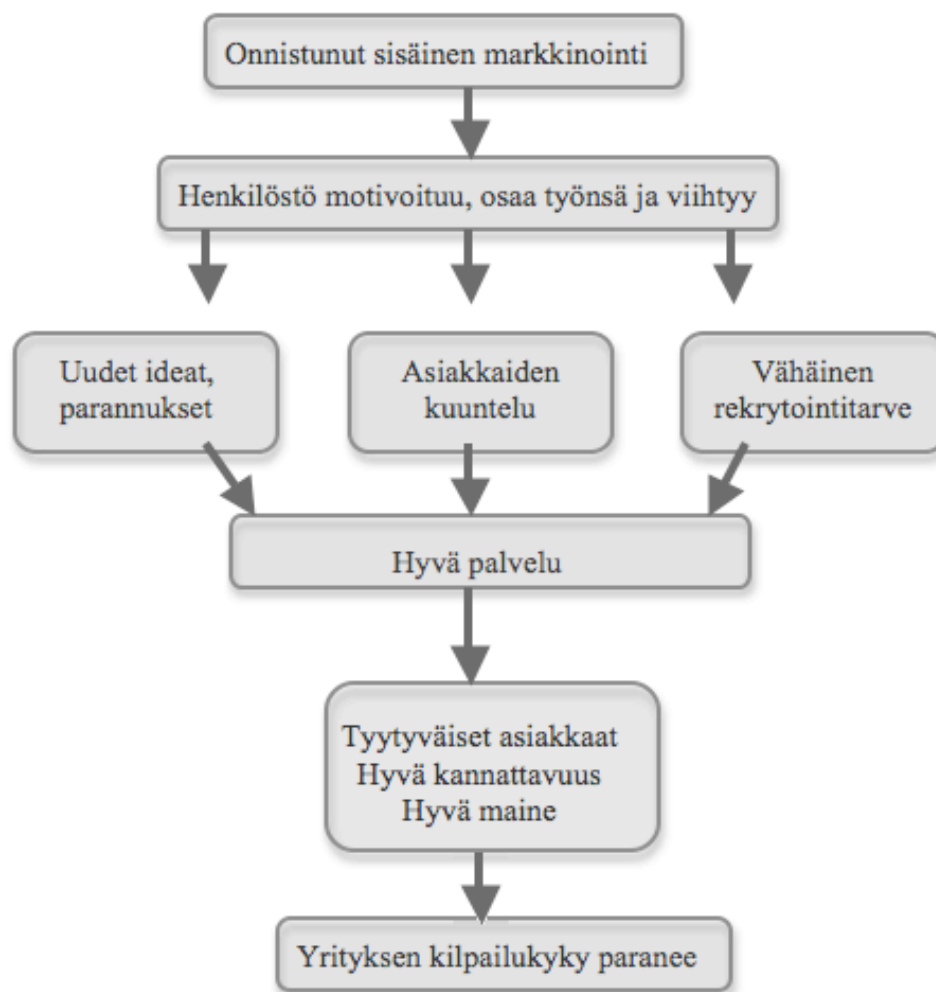 Onnistunut sisäinen markkinointi
Henkilöstö motivoituu, osaa työnsä ja viihtyy
Uudet ideat,
parannukset
Asiakkaiden
kuuntelu
Vähäinen
rekrytointitarve
Hyvä palvelu
Tyytyväiset asiakkaat
Hyvä kannattavuus
Hyvä maine
Yrityksen kilpailukyky paranee